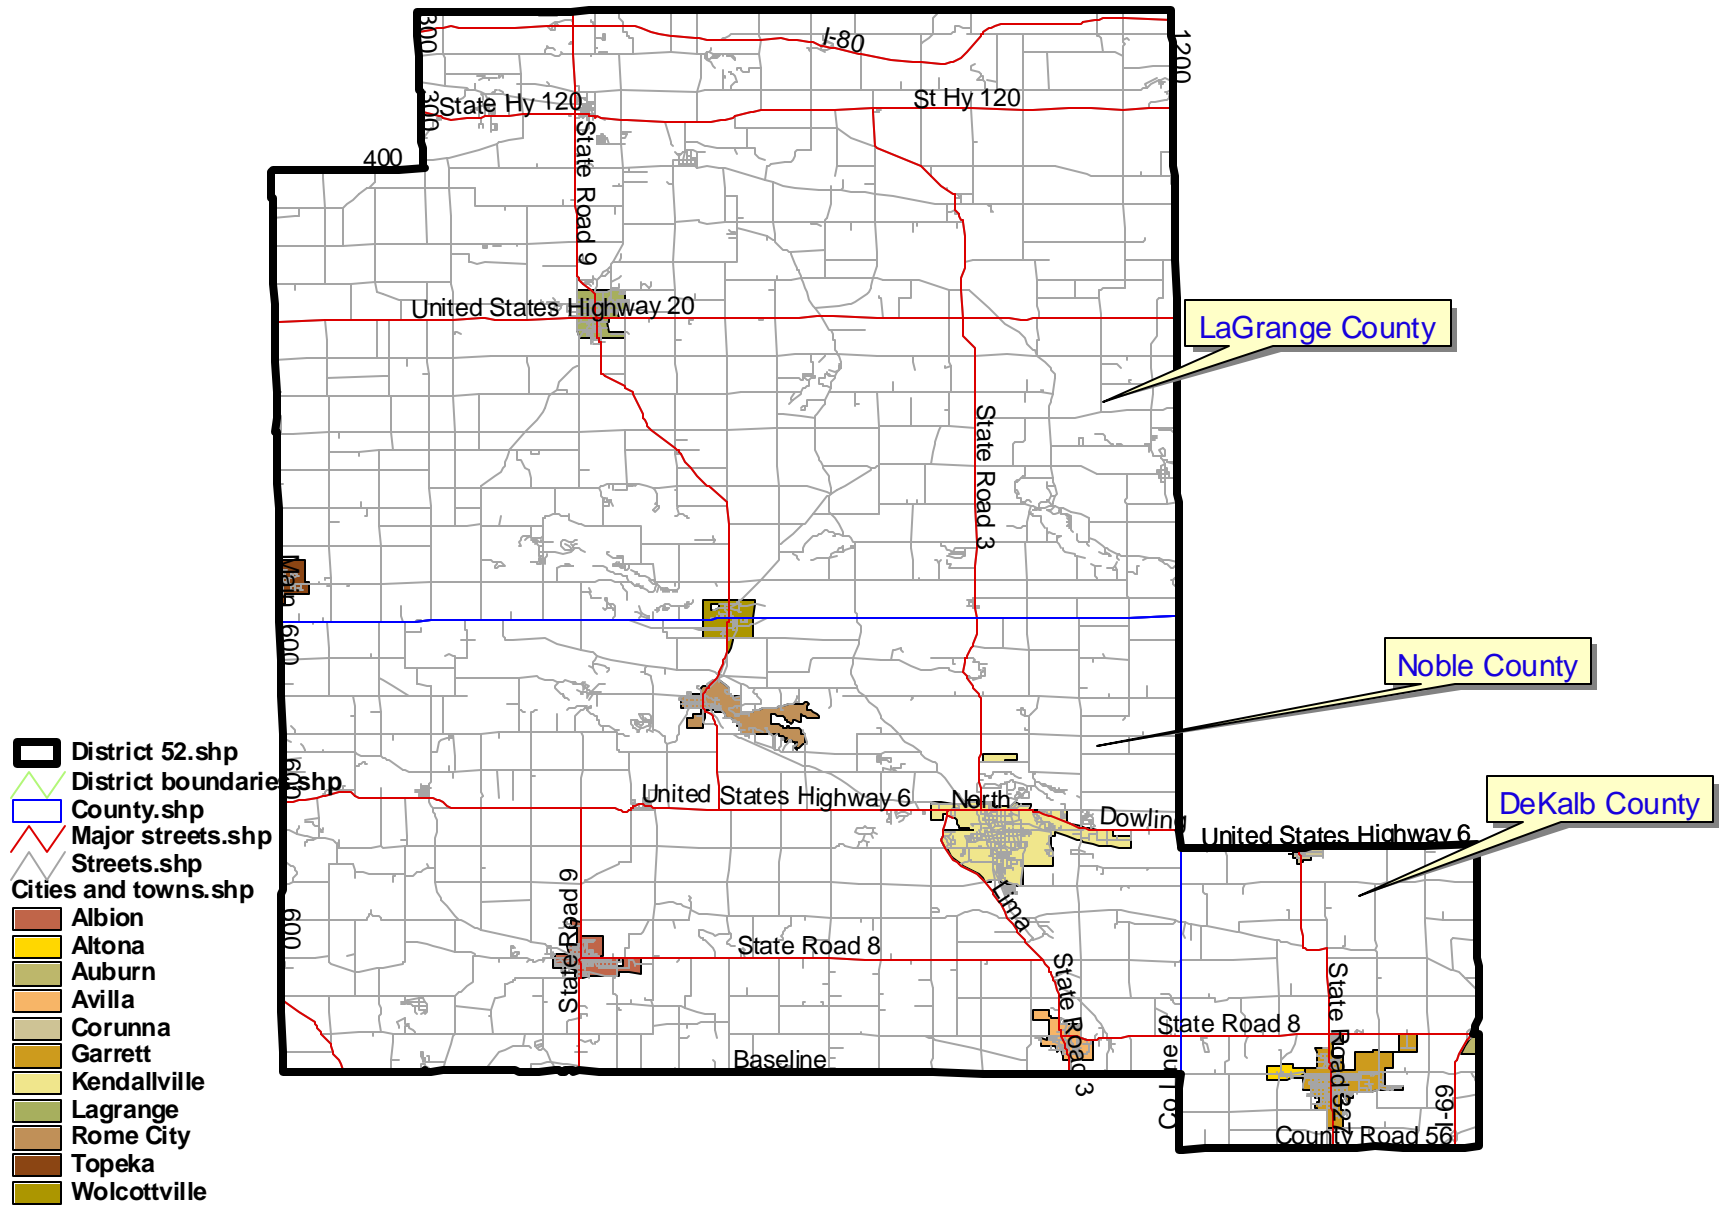 300
I-80
1200
300
State Hy 120
St Hy 120
400
State Road 9
United States Highway 20
LaGrange County
State Road 3
Main
600
Noble County
District 52.shp
District boundaries.shp
County.shp
Major streets.shp
Streets.shp
Cities and towns.shp
Albion
Altona
Auburn
Avilla
Corunna
Garrett
Kendallville
Lagrange
Rome City
Topeka
Wolcottville
600
United States Highway 6
North
Dowling
DeKalb County
United States Highway 6
Lima
State Road 9
600
State Road 8
State Road 3
State Road 8
State Road 327
Baseline
Co Line
I-69
County Road 56